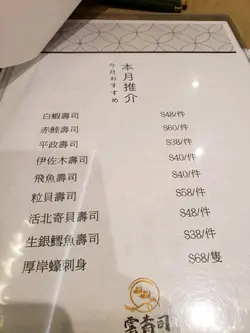 本月推介
今月おすすめ
白蝦壽司 $48/件
赤鯥壽司 $60/件
平政壽司 $38/件
伊佐木壽司 $40/件
飛魚壽司 $40/件
粒貝壽司 $58/件
活北寄貝壽司 $48/件
生銀鱈魚壽司 $38/件
厚岸蠔刺身 $68/隻
雲壽司